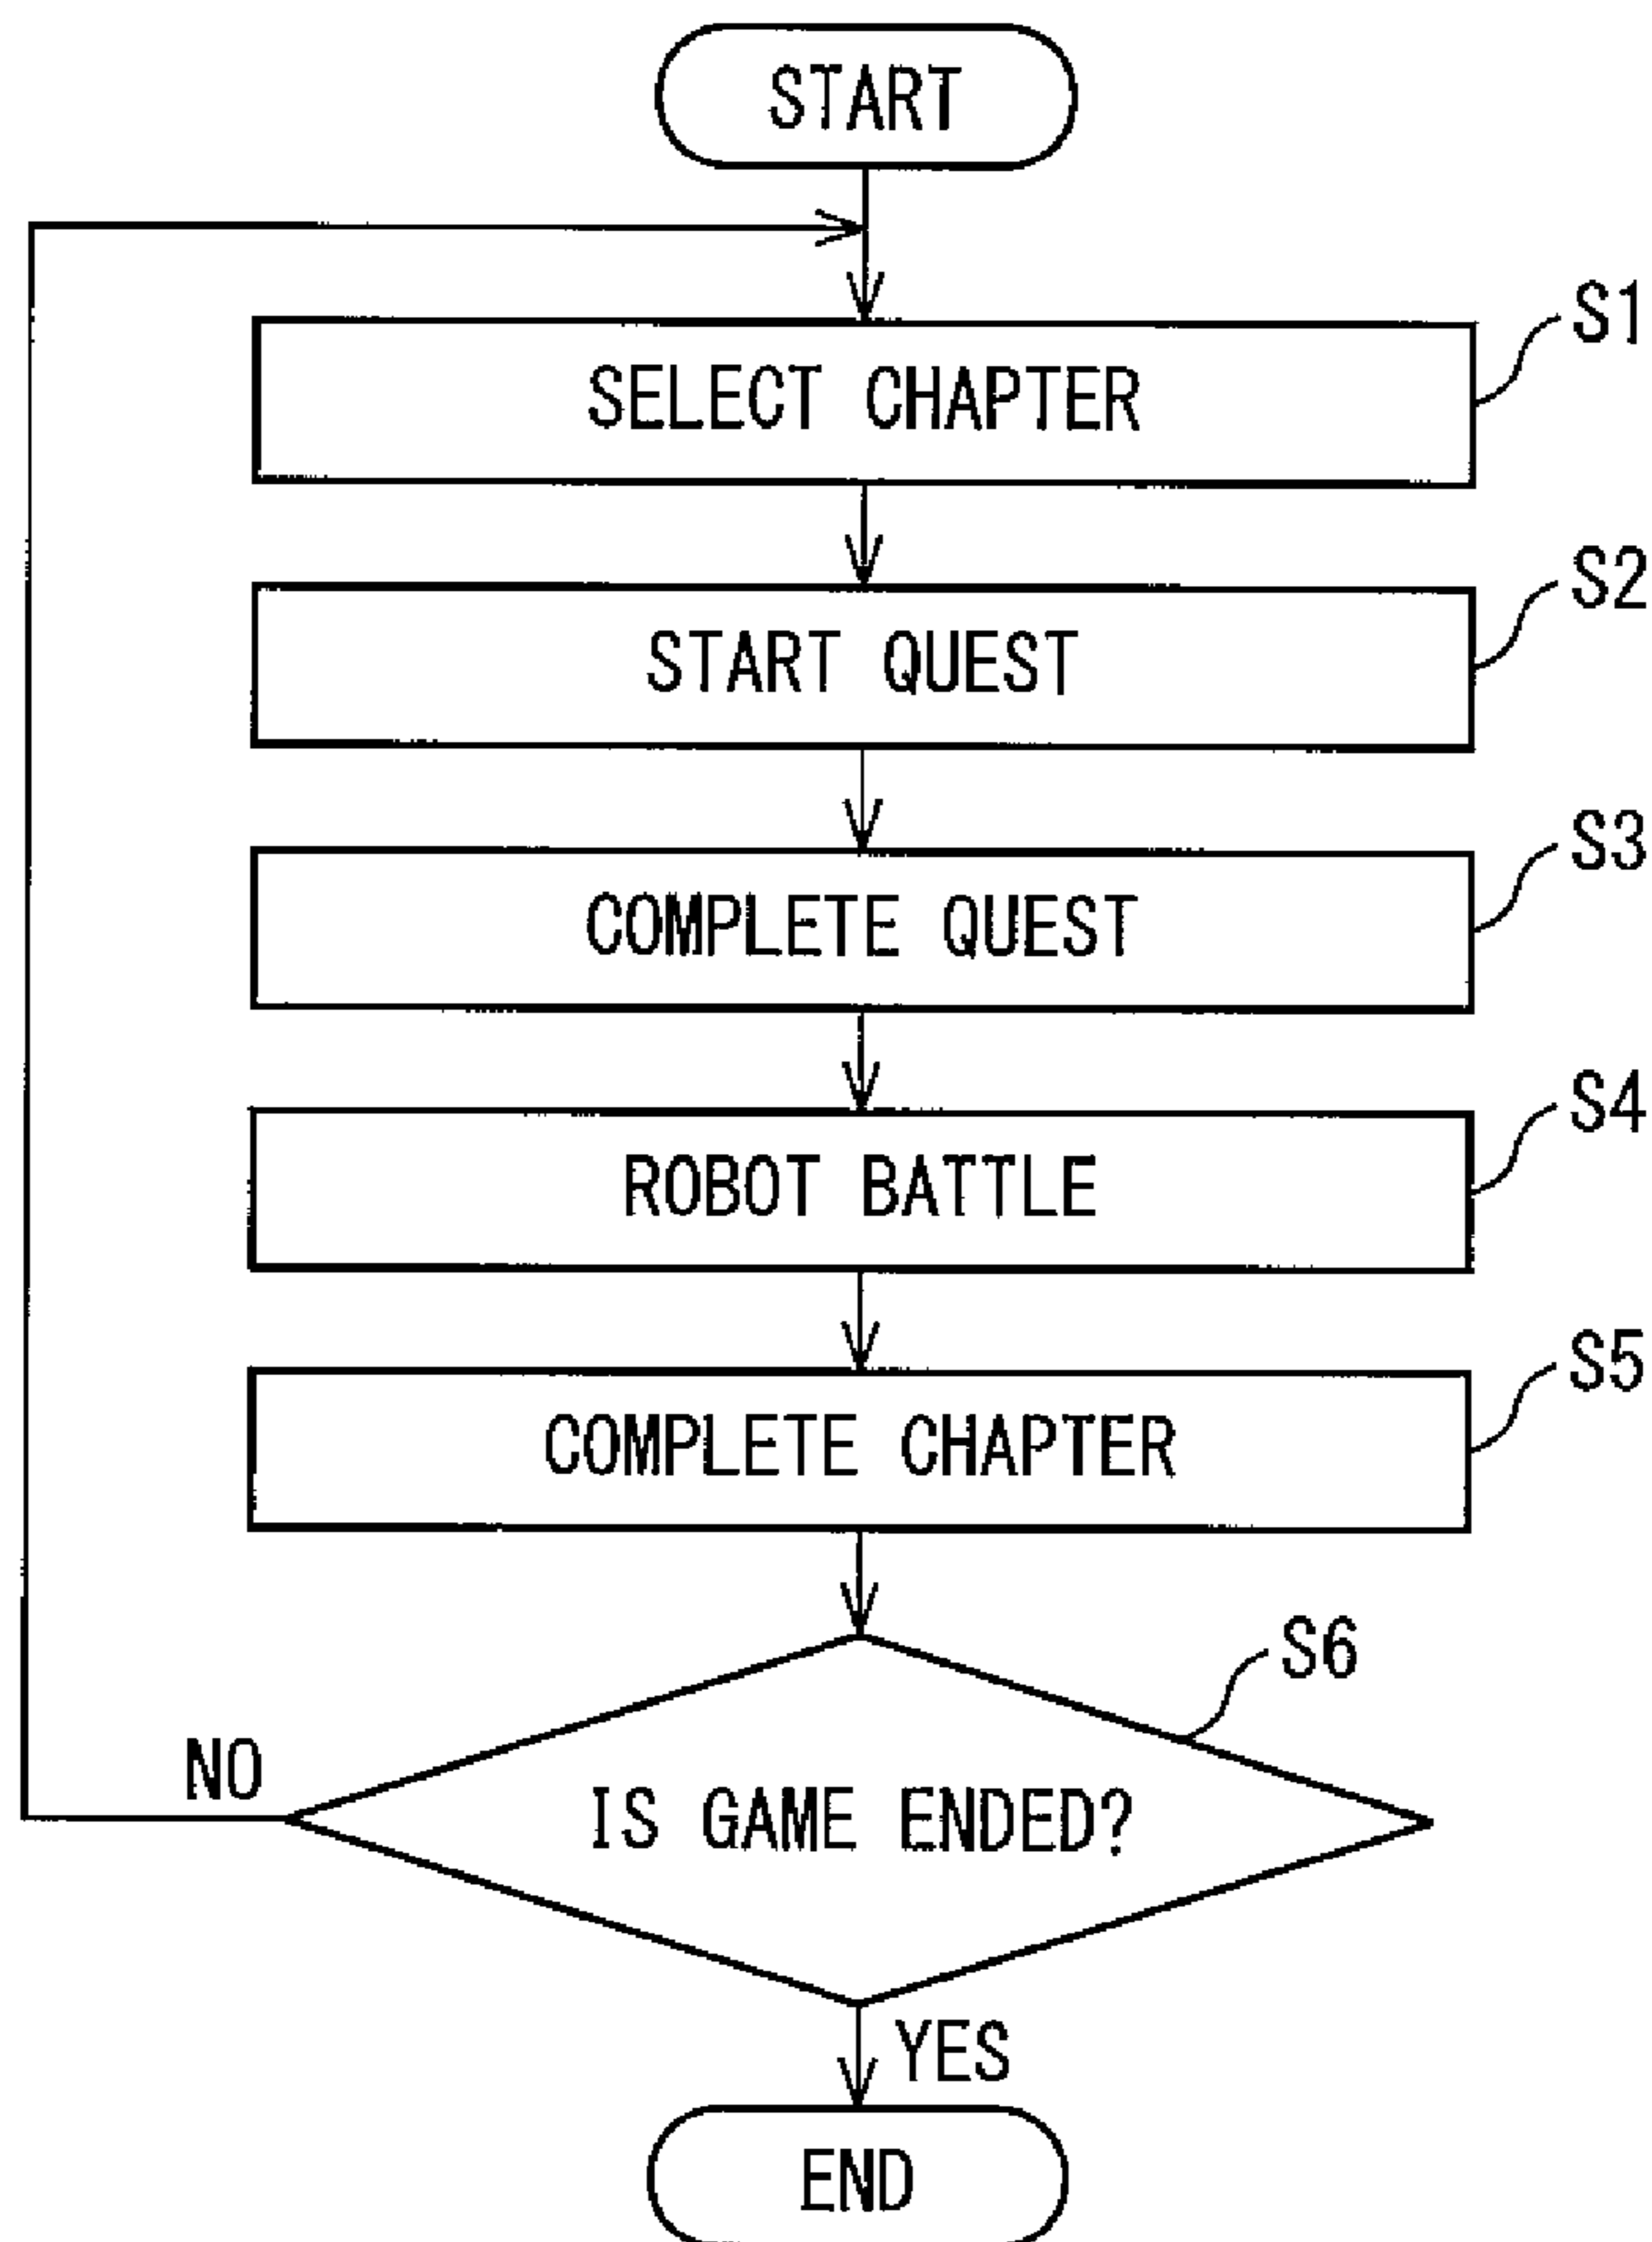 START
S1
SELECT CHAPTER
S2
START QUEST
S3
COMPLETE QUEST
S4
ROBOT BATTLE
S5
COMPLETE CHAPTER
S6
NO
IS GAME ENDED?
YES
END